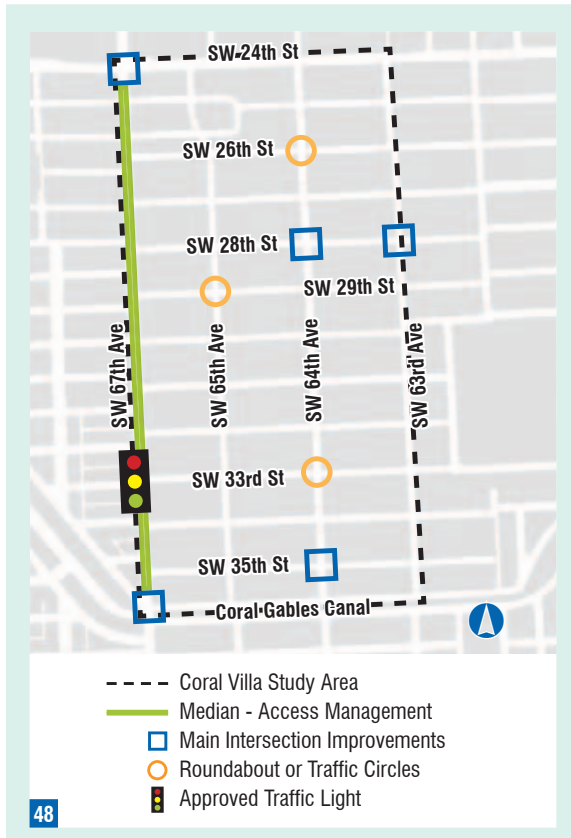 SW 24th St
SW 26th St
SW 28th St
SW 29th St
SW 67th Ave
SW 65th Ave
SW 64th Ave
SW 63rd Ave
SW 33rd St
SW 35th St
Coral Gables Canal
Coral Villa Study Area
Median - Access Management
Main Intersection Improvements
Roundabout or Traffic Circles
Approved Traffic Light
48